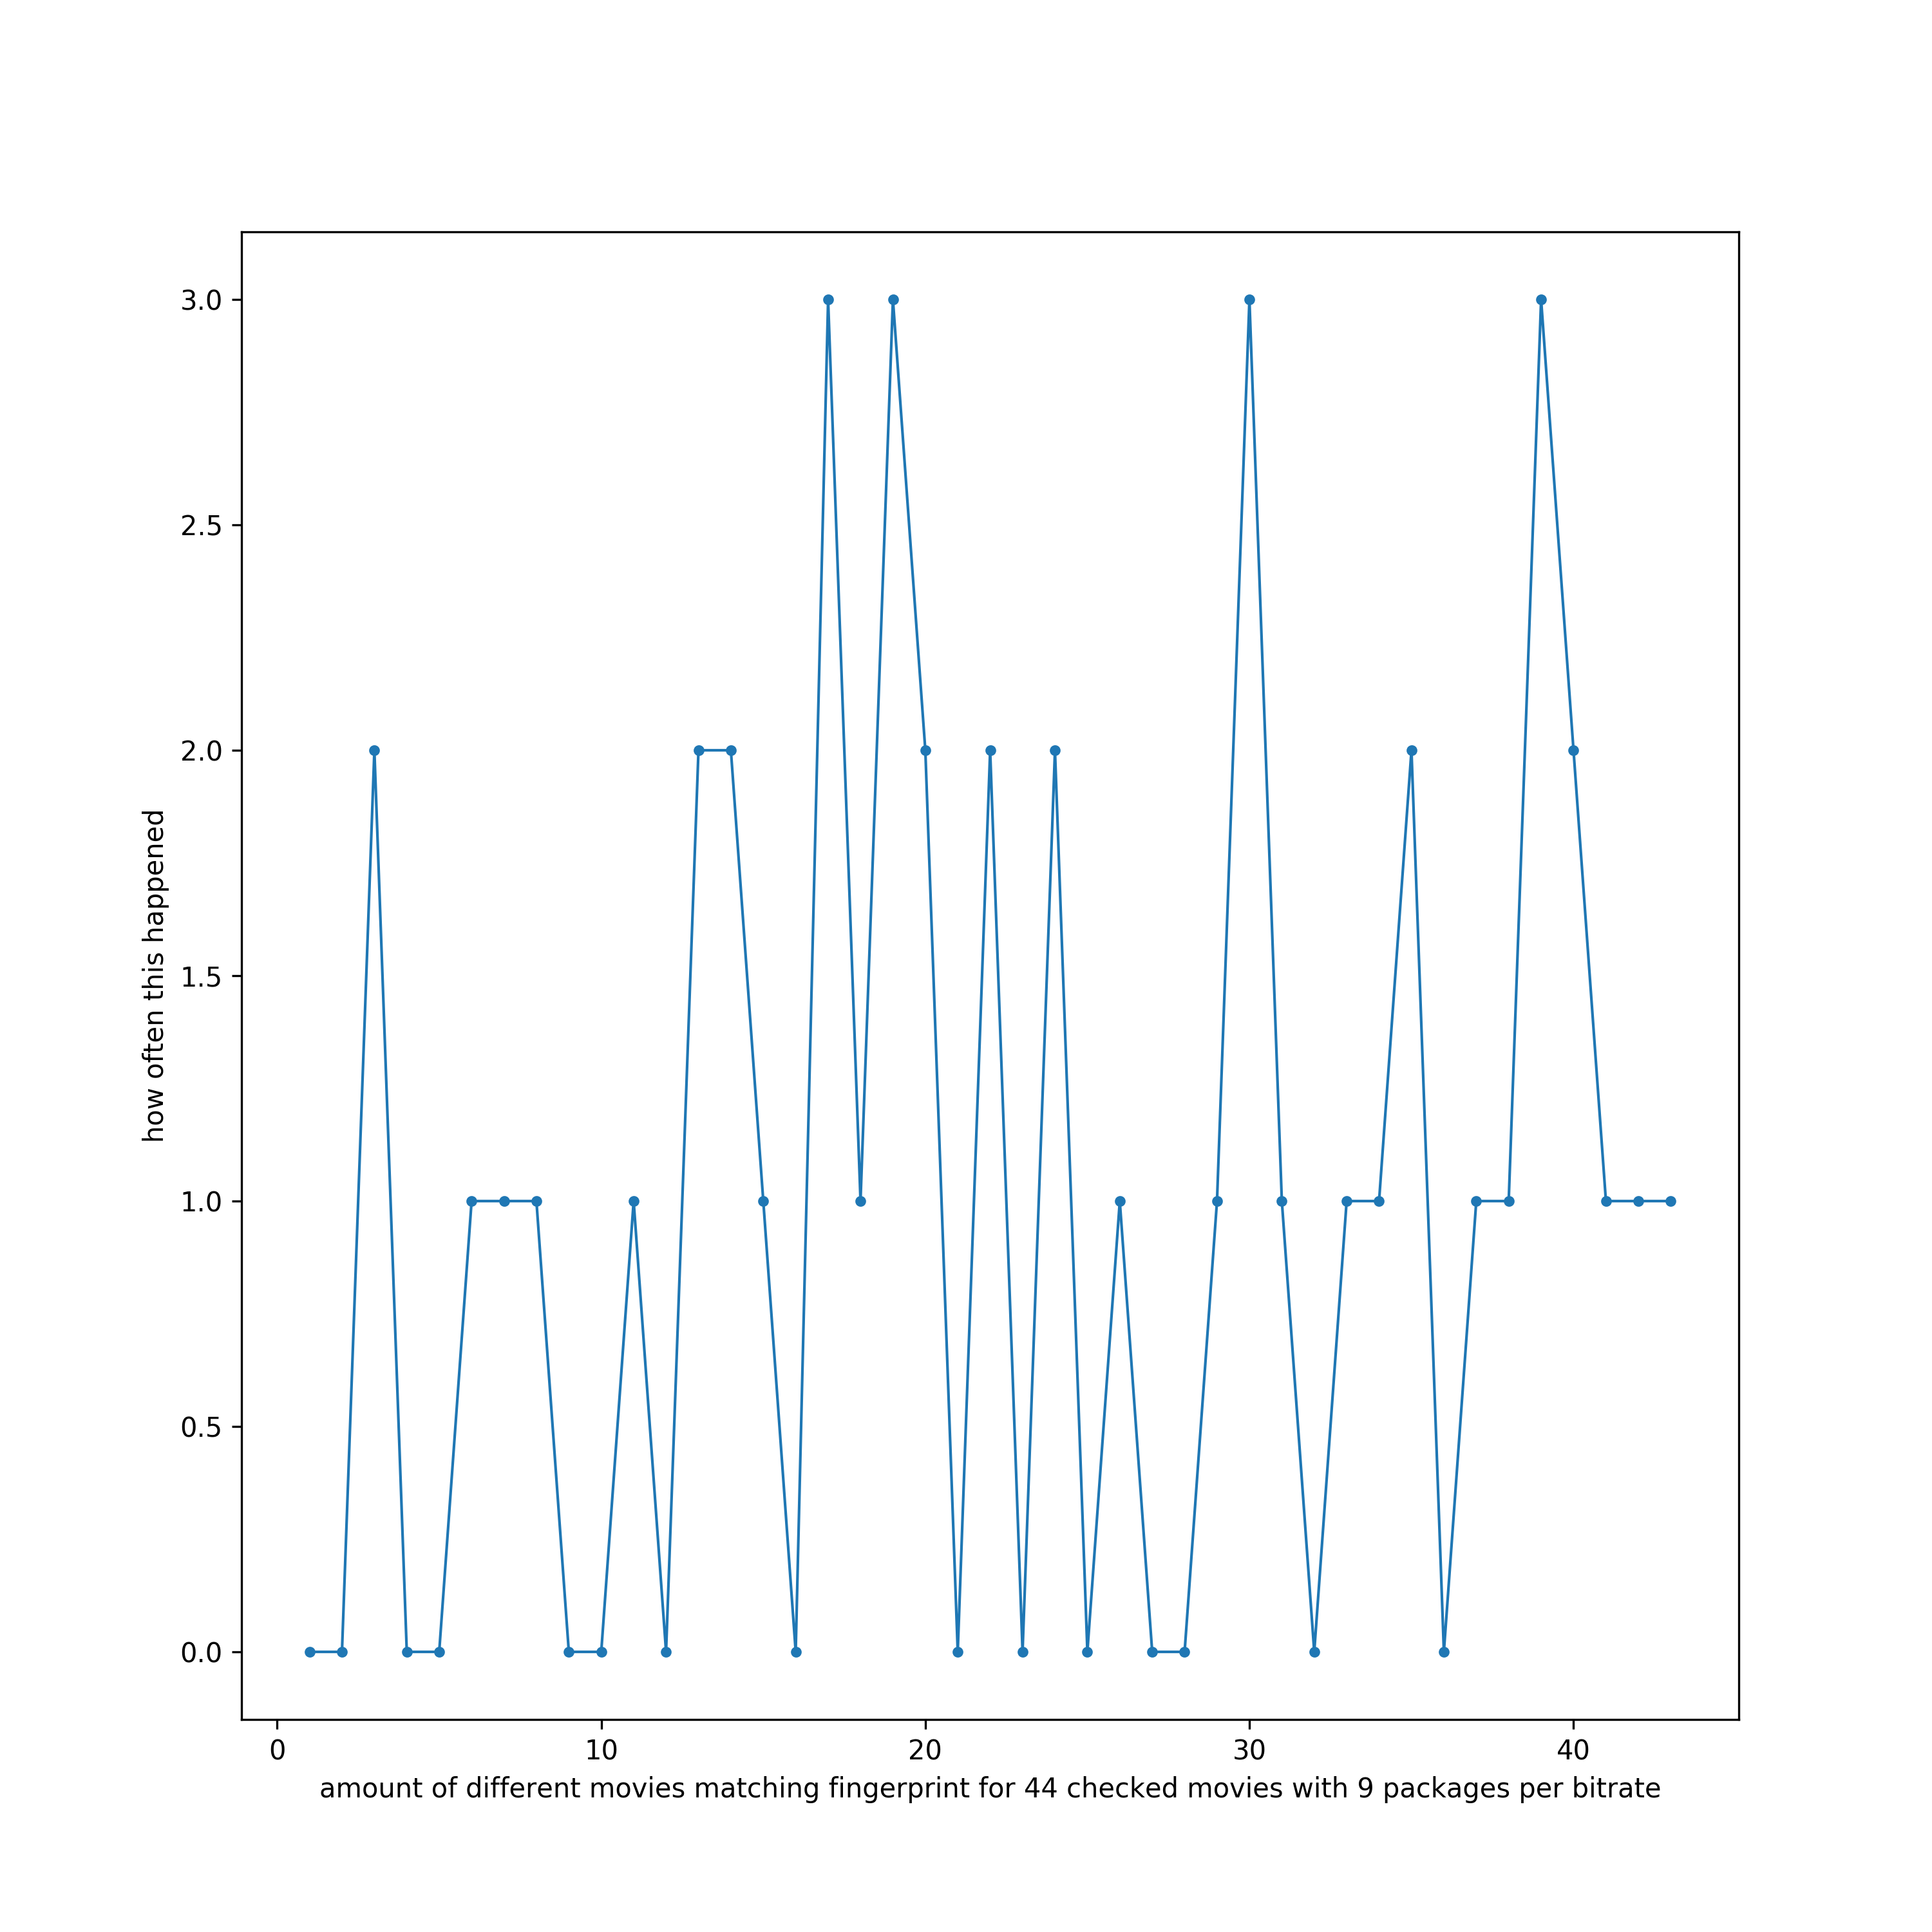 3.0
2.5
2.0
1.5
1.0
0.5
0.0
how often this happened
0 10 20 30 40
amount of different movies matching fingerprint for 44 checked movies with 9 packages per bitrate